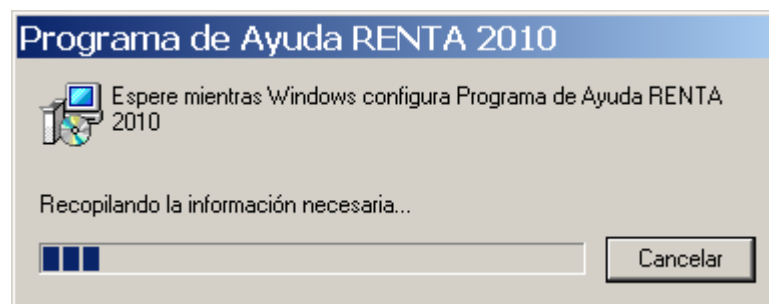 Programa de Ayuda RENTA 2010
Espere mientras Windows configura Programa de Ayuda RENTA
2010
Recopilando la información necesaria...
Cancelar